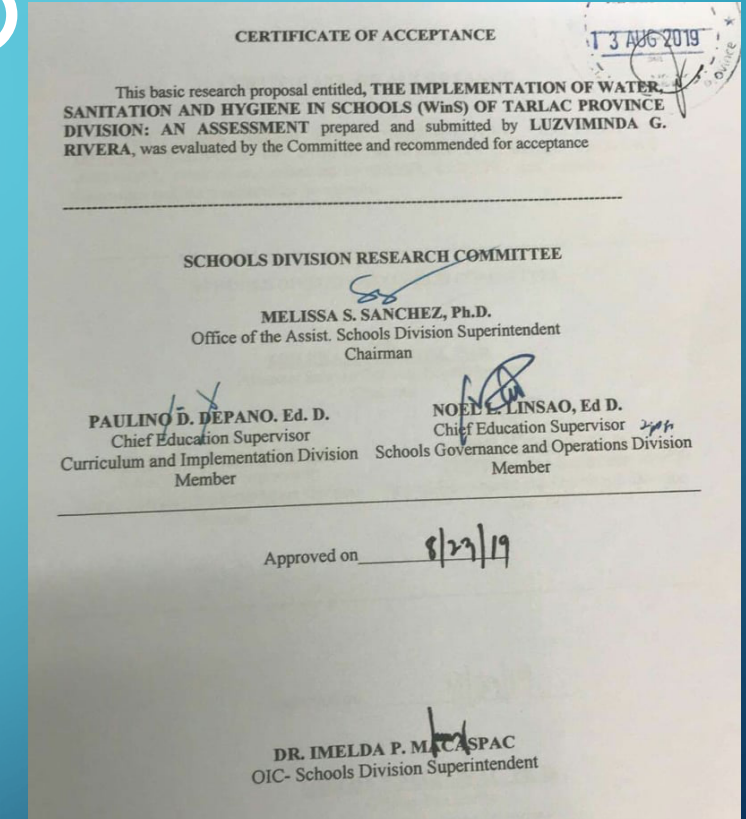 CERTIFICATE OF ACCEPTANCE
13 AUG 2019
ovince
This basic research proposal entitled, THE IMPLEMENTATION OF WATER,
SANITATION AND HYGIENE IN SCHOOLS (WinS) OF TARLAC PROVINCE
DIVISION: AN ASSESSMENT prepared and submitted by LUZVIMINDA G.
RIVERA, was evaluated by the Committee and recommended for acceptance
SCHOOLS DIVISION RESEARCH COMMITTEE
MELISSA S. SANCHEZ, Ph.D.
Office of the Assist. Schools Division Superintendent
Chairman
PAULINO D. DEPANO. Ed. D.
Chief Education Supervisor
Curriculum and Implementation Division
Member
NOEL L. LINSAO, Ed D.
Chief Education Supervisor
Schools Governance and Operations Division
Member
Approved on 8/23/19
DR. IMELDA P. MACASPAC
OIC- Schools Division Superintendent